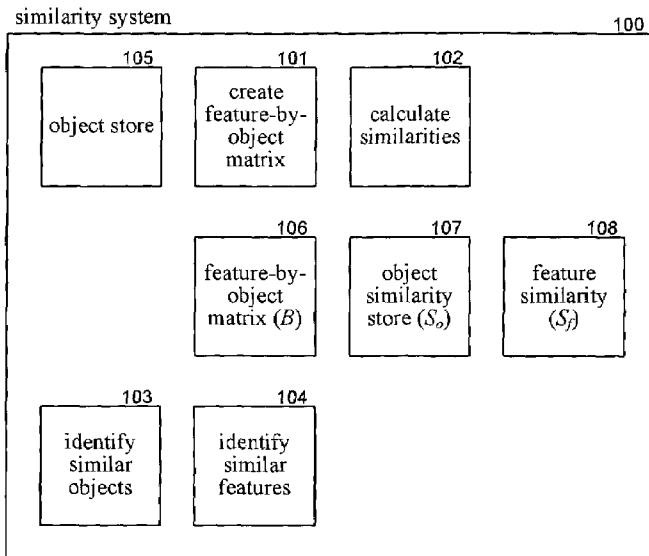 similarity system
100
105
object store
101
create
feature-by-
object
matrix
102
calculate
similarities
106
feature-by-
object
matrix (B)
107
object
similarity
store (Sₒ)
108
feature
similarity
(S_f)
103
identify
similar
objects
104
identify
similar
features